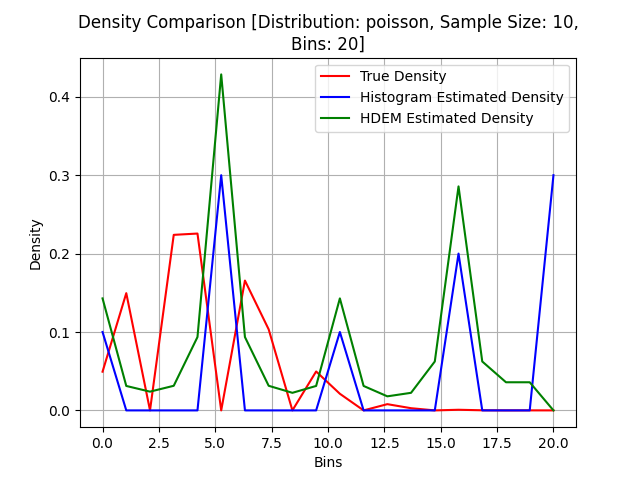 Density Comparison [Distribution: poisson, Sample Size: 10,
Bins: 20]
True Density
Histogram Estimated Density
HDEM Estimated Density
Density
0.4
0.3
0.2
0.1
0.0
0.0 2.5 5.0 7.5 10.0 12.5 15.0 17.5 20.0
Bins